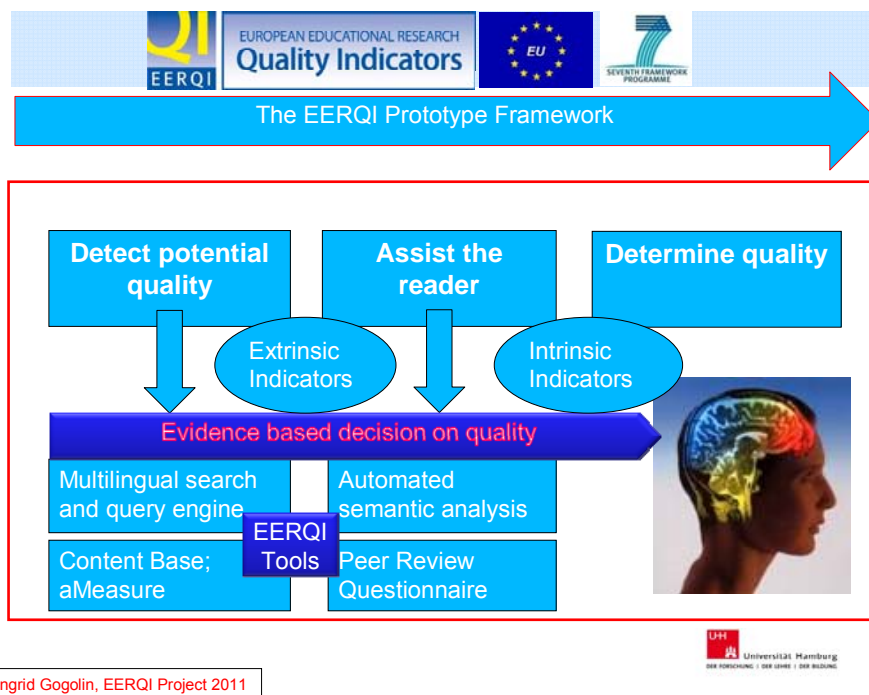 QI
EERQI
EUROPEAN EDUCATIONAL RESEARCH
Quality Indicators
EU
7
SEVENTH FRAMEWORK
PROGRAMME
The EERQI Prototype Framework
Detect potential
quality
Assist the
reader
Determine quality
Extrinsic
Indicators
Intrinsic
Indicators
Evidence based decision on quality
Multilingual search
and query engine
Automated
semantic analysis
EERQI
Tools
Content Base;
aMeasure
Peer Review
Questionnaire
UH
Universität Hamburg
DER FORSCHUNG | DER LEHRE | DER BILDUNG
ngrid Gogolin, EERQI Project 2011